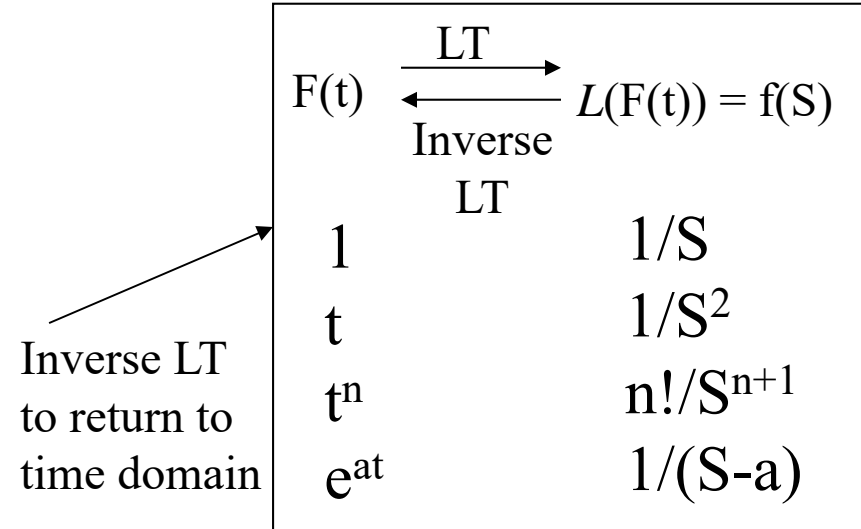 LT
F(t) L(F(t)) = f(S)
Inverse
LT
1 1/S
t 1/S²
tⁿ n!/Sⁿ⁺¹
eᵃᵗ 1/(S-a)
Inverse LT
to return to
time domain